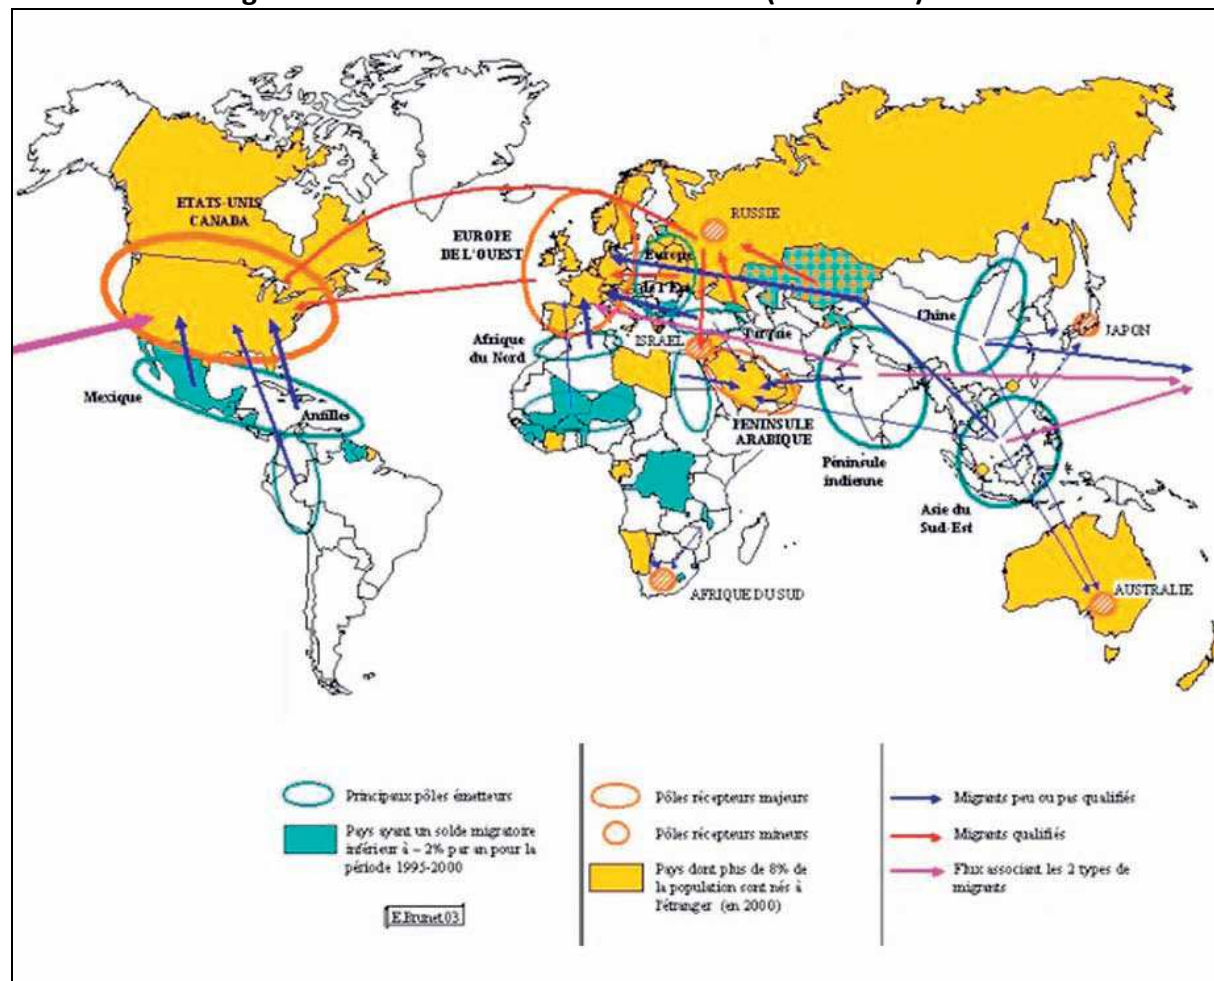 ETATS-UNIS
CANADA
EUROPE
DE L'OUEST
RUSSIE
Europe
de l'Est
Chine
JAPON
Afrique
du Nord
ISRAEL
Turquie
Mexique
Antilles
PENINSULE
ARABIQUE
Péninsule
indienne
Asie du
Sud-Est
AFRIQUE DU SUD
AUSTRALIE
Principaux pôles émetteurs
Pays ayant un solde migratoire
inférieur à – 2% par an pour la
période 1995-2000
E.Brunet.03
Pôles récepteurs majeurs
Pôles récepteurs mineurs
Pays dont plus de 8% de
la population sont nés à
l'étranger (en 2000)
Migrants peu ou pas qualifiés
Migrants qualifiés
Flux associant les 2 types de
migrants